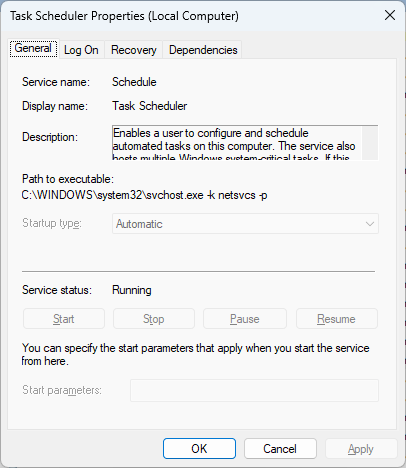 Task Scheduler Properties (Local Computer)
General Log On Recovery Dependencies
Service name: Schedule
Display name: Task Scheduler
Description: Enables a user to configure and schedule
automated tasks on this computer. The service also
hosts multiple Windows system-critical tasks. If this
Path to executable:
C:\WINDOWS\system32\svchost.exe -k netsvcs -p
Startup type: Automatic
Service status: Running
Start Stop Pause Resume
You can specify the start parameters that apply when you start the service
from here.
Start parameters:
OK Cancel Apply